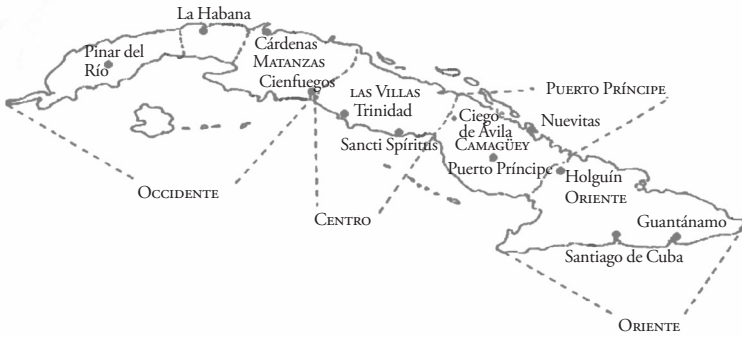 La Habana
Pinar del
Río
Cárdenas
MATANZAS
Cienfuegos
LAS VILLAS
Trinidad
Sancti Spíritus
PUERTO PRÍNCIPE
Ciego
de Ávila
CAMAGÜEY
Nuevitas
Puerto Príncipe
Holguín
ORIENTE
Guantánamo
Santiago de Cuba
OCCIDENTE
CENTRO
ORIENTE